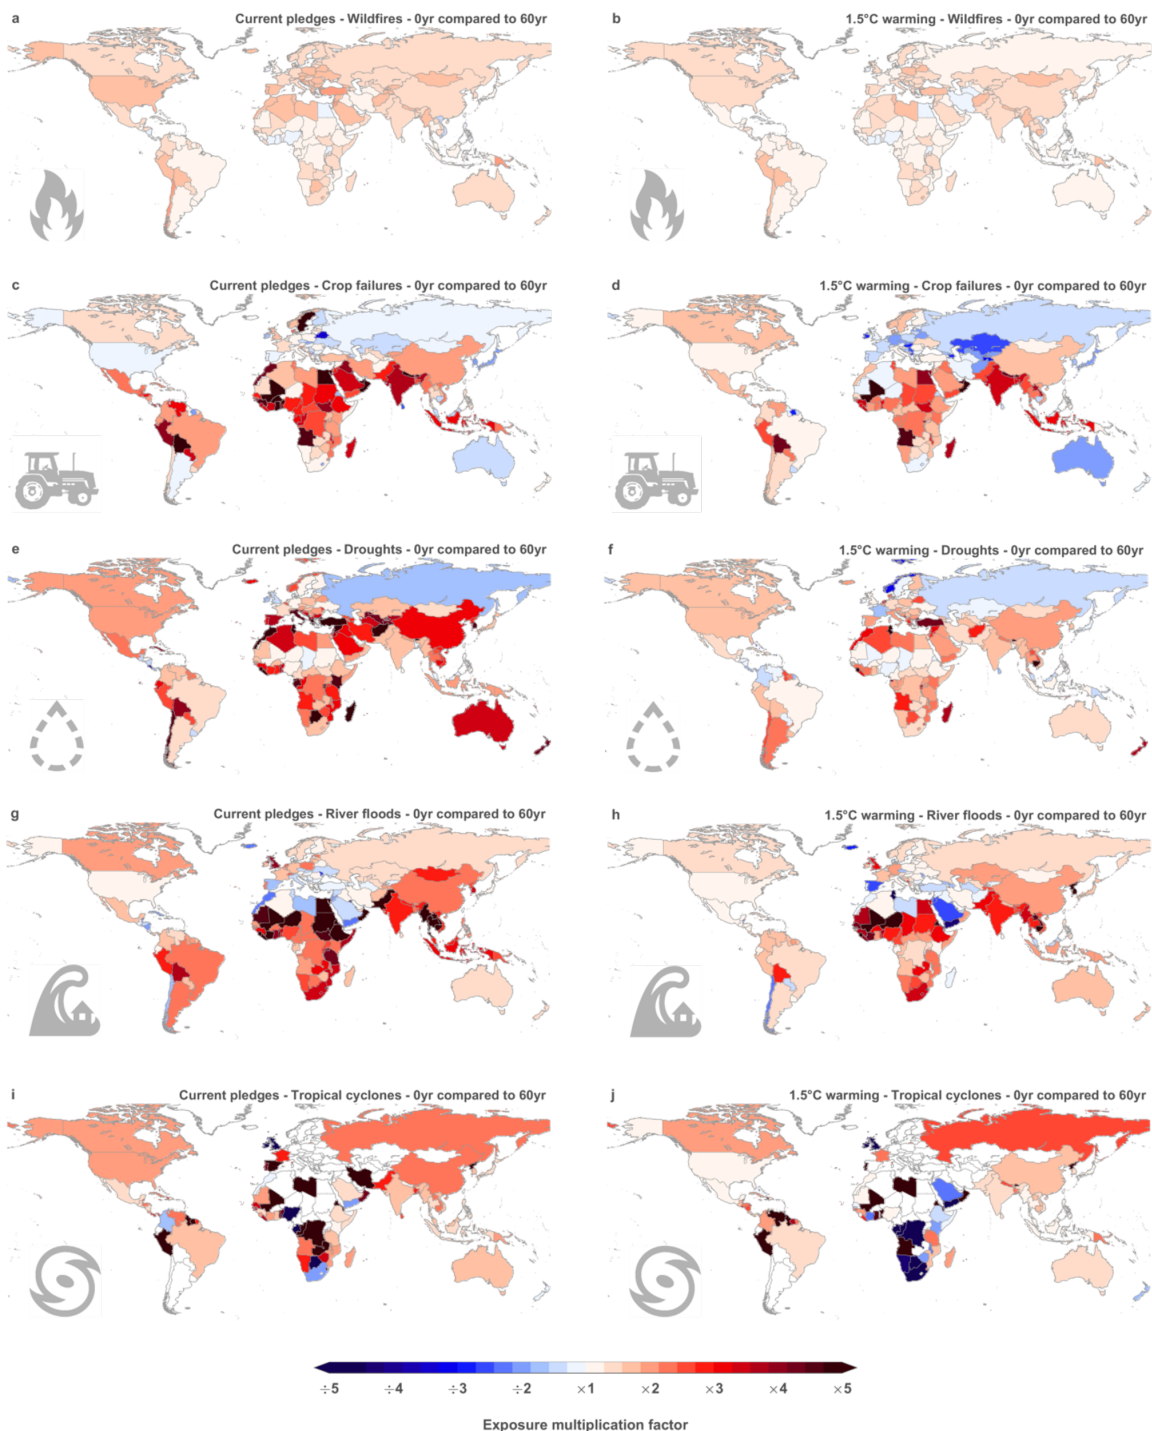 a Current pledges - Wildfires - 0yr compared to 60yr
b 1.5°C warming - Wildfires - 0yr compared to 60yr
c Current pledges - Crop failures - 0yr compared to 60yr
d 1.5°C warming - Crop failures - 0yr compared to 60yr
e Current pledges - Droughts - 0yr compared to 60yr
f 1.5°C warming - Droughts - 0yr compared to 60yr
g Current pledges - River floods - 0yr compared to 60yr
h 1.5°C warming - River floods - 0yr compared to 60yr
i Current pledges - Tropical cyclones - 0yr compared to 60yr
j 1.5°C warming - Tropical cyclones - 0yr compared to 60yr
÷5 ÷4 ÷3 ÷2 ×1 ×2 ×3 ×4 ×5
Exposure multiplication factor